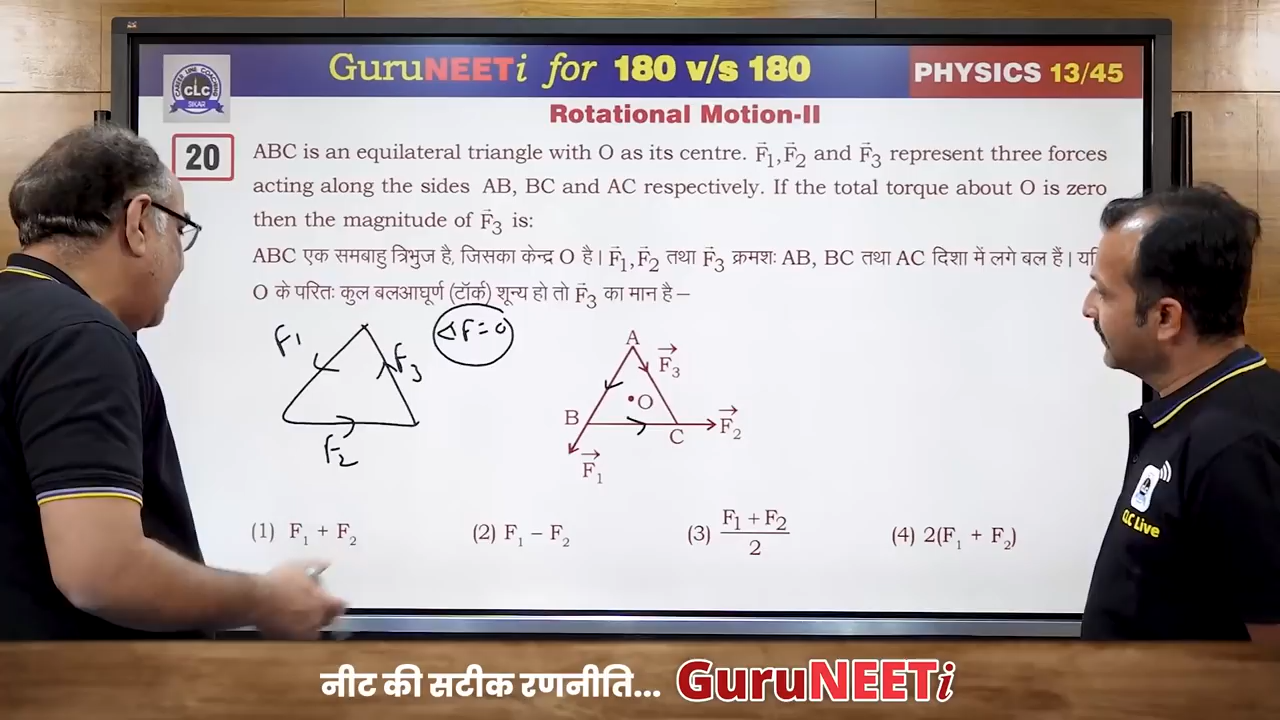 GuruNEETi for 180 v/s 180
PHYSICS 13/45
CAREER LINE COACHING
CLC
SIKAR
Rotational Motion-II
20
ABC is an equilateral triangle with O as its centre. F⃗₁,F⃗₂ and F⃗₃ represent three forces
acting along the sides AB, BC and AC respectively. If the total torque about O is zero
then the magnitude of F⃗₃ is:
ABC एक समबाहु त्रिभुज है, जिसका केन्द्र O है। F⃗₁,F⃗₂ तथा F⃗₃ क्रमशः AB, BC तथा AC दिशा में लगे बल हैं। यदि
O के परितः कुल बलआघूर्ण (टॉर्क) शून्य हो तो F⃗₃ का मान है –
F₁
F₃
F₂
F=0
A
F⃗₃
O
B
C
F⃗₂
F⃗₁
(1) F₁ + F₂
(2) F₁ – F₂
(3) F₁ + F₂
2
(4) 2(F₁ + F₂)
CLC Live
नीट की सटीक रणनीति... GuruNEETi